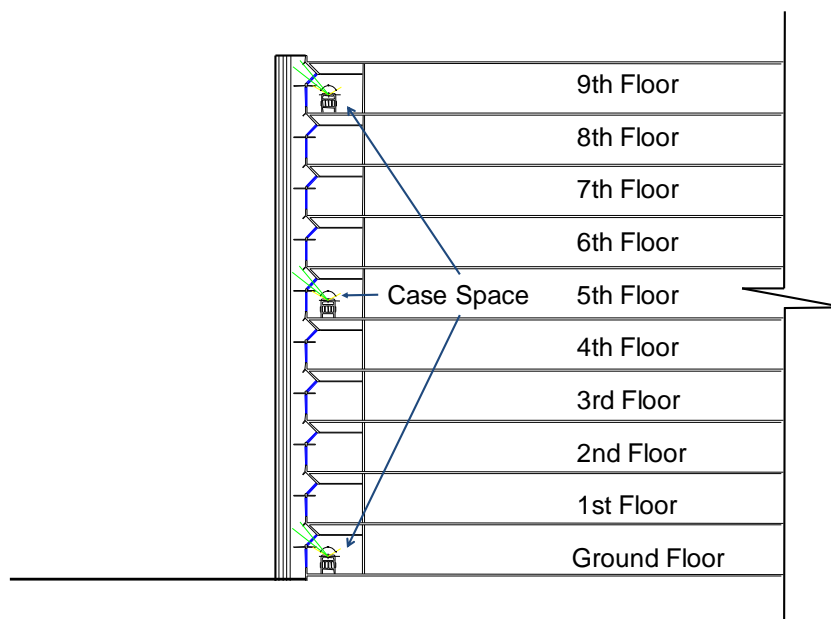 9th Floor
8th Floor
7th Floor
6th Floor
Case Space
5th Floor
4th Floor
3rd Floor
2nd Floor
1st Floor
Ground Floor